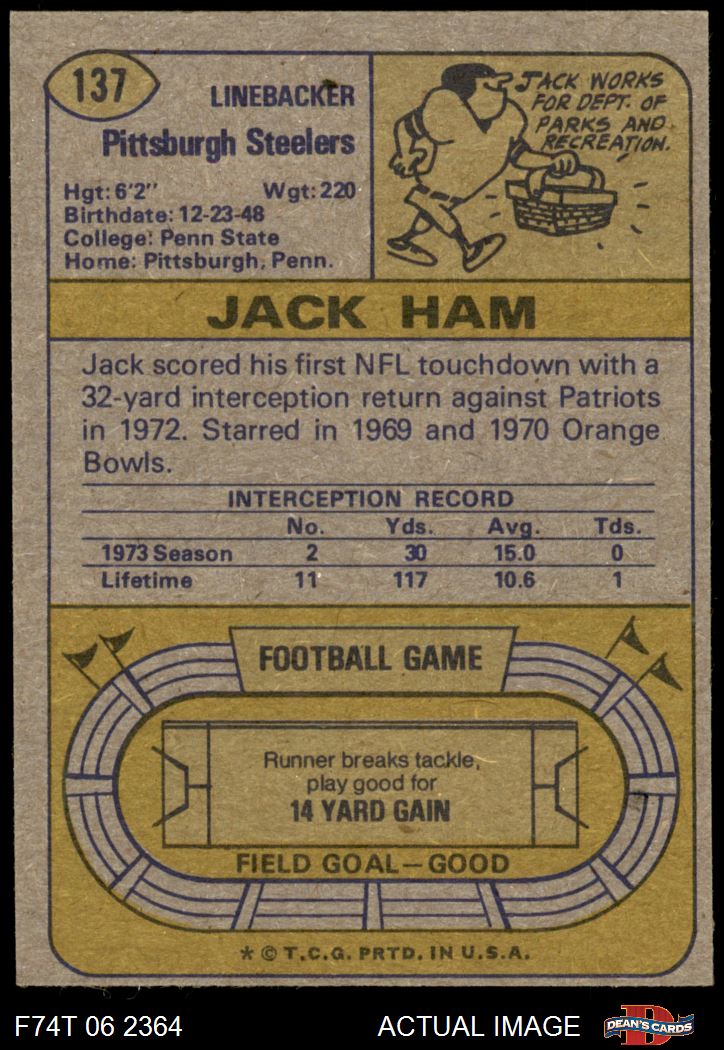 137
LINEBACKER
Pittsburgh Steelers
Hgt: 6'2" Wgt: 220
Birthdate: 12-23-48
College: Penn State
Home: Pittsburgh, Penn.
JACK WORKS
FOR DEPT. OF
PARKS AND
RECREATION.
JACK HAM
Jack scored his first NFL touchdown with a
32-yard interception return against Patriots
in 1972. Starred in 1969 and 1970 Orange
Bowls.
INTERCEPTION RECORD
No. Yds. Avg. Tds.
1973 Season 2 30 15.0 0
Lifetime 11 117 10.6 1
FOOTBALL GAME
Runner breaks tackle,
play good for
14 YARD GAIN
FIELD GOAL—GOOD
* © T.C.G. PRTD. IN U.S.A.
F74T 06 2364 ACTUAL IMAGE
D
DEAN'S CARDS